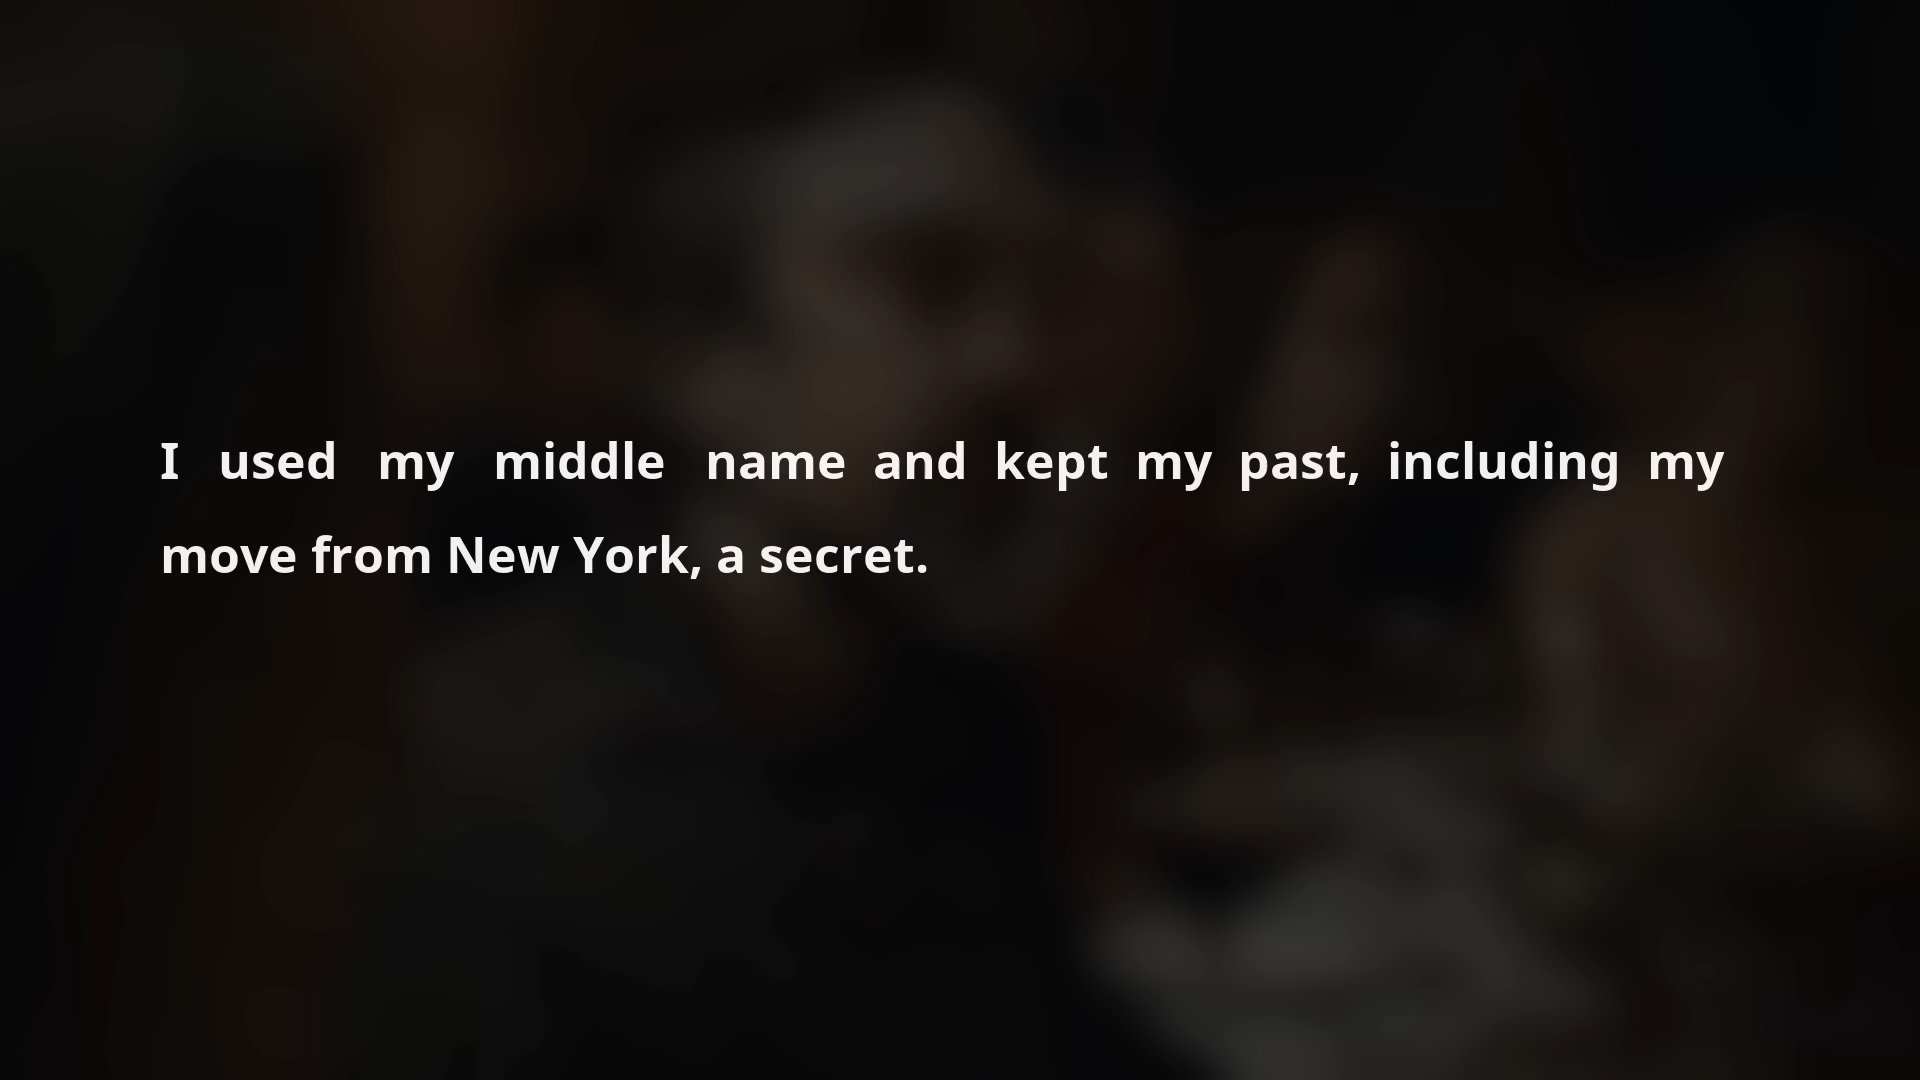 I used my middle name and kept my past, including my
move from New York, a secret.